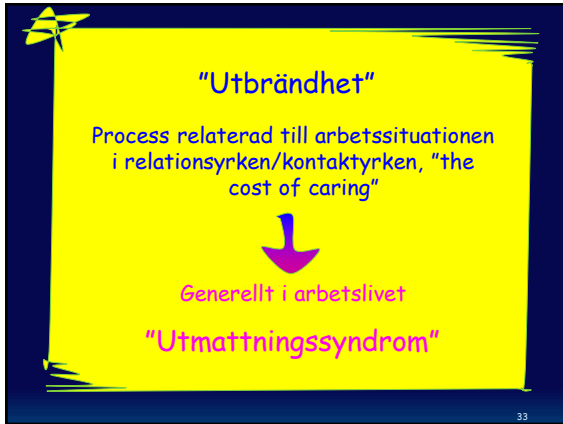 ”Utbrändhet”
Process relaterad till arbetssituationen
i relationsyrken/kontaktyrken, ”the
cost of caring”
Generellt i arbetslivet
”Utmattningssyndrom”
33